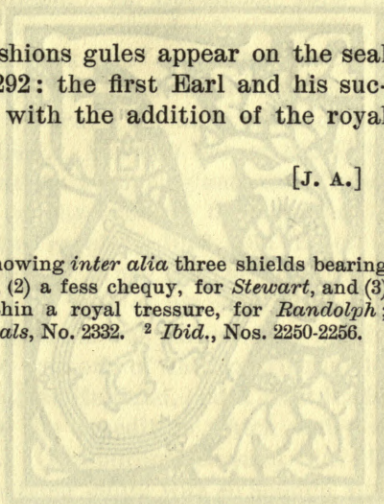 shions gules appear on the seal
292: the first Earl and his suc-
with the addition of the royal
[J. A.]
nowing inter alia three shields bearing
(2) a fess chequy, for Stewart, and (3)
hin a royal tressure, for Randolph;
als, No. 2332. ² Ibid., Nos. 2250-2256.